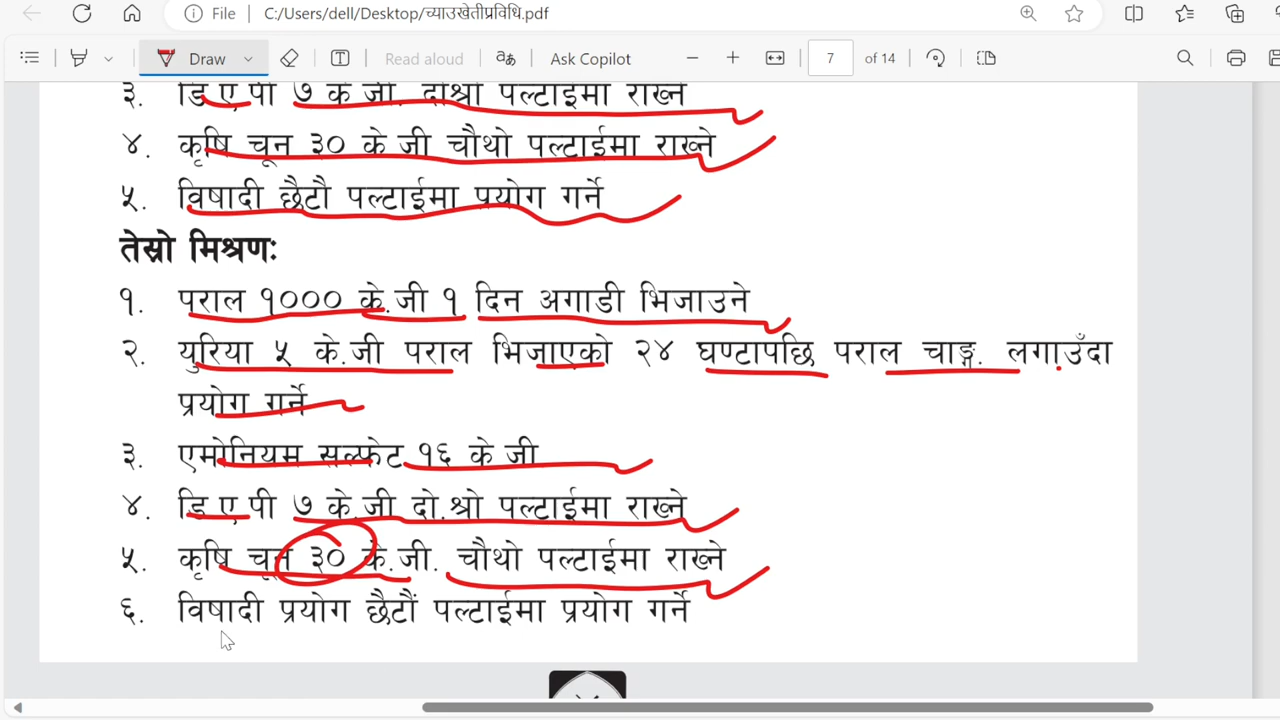 File C:/Users/dell/Desktop/च्याउखेतीप्रविधि.pdf
Draw Read aloud aあ Ask Copilot 7 of 14
३. डि ए पी ७ के जी. दोश्रो पल्टाइमा राख्ने
४. कृषि चून ३० के जी चौथो पल्टाईमा राख्ने
५. विषादी छैटौ पल्टाईमा प्रयोग गर्ने
तेस्रो मिश्रणः
१. पराल १००० के.जी १ दिन अगाडी भिजाउने
२. युरिया ५ के.जी पराल भिजाएको २४ घण्टापछि पराल चाङ्ग. लगाउँदा
प्रयोग गर्ने
३. एमोनियम सल्फेट १६ के जी
४. डि ए पी ७ के.जी दो.श्रो पल्टाईमा राख्ने
५. कृषि चून ३० के.जी. चौथो पल्टाईमा राख्ने
६. विषादी प्रयोग छैटौं पल्टाईमा प्रयोग गर्ने